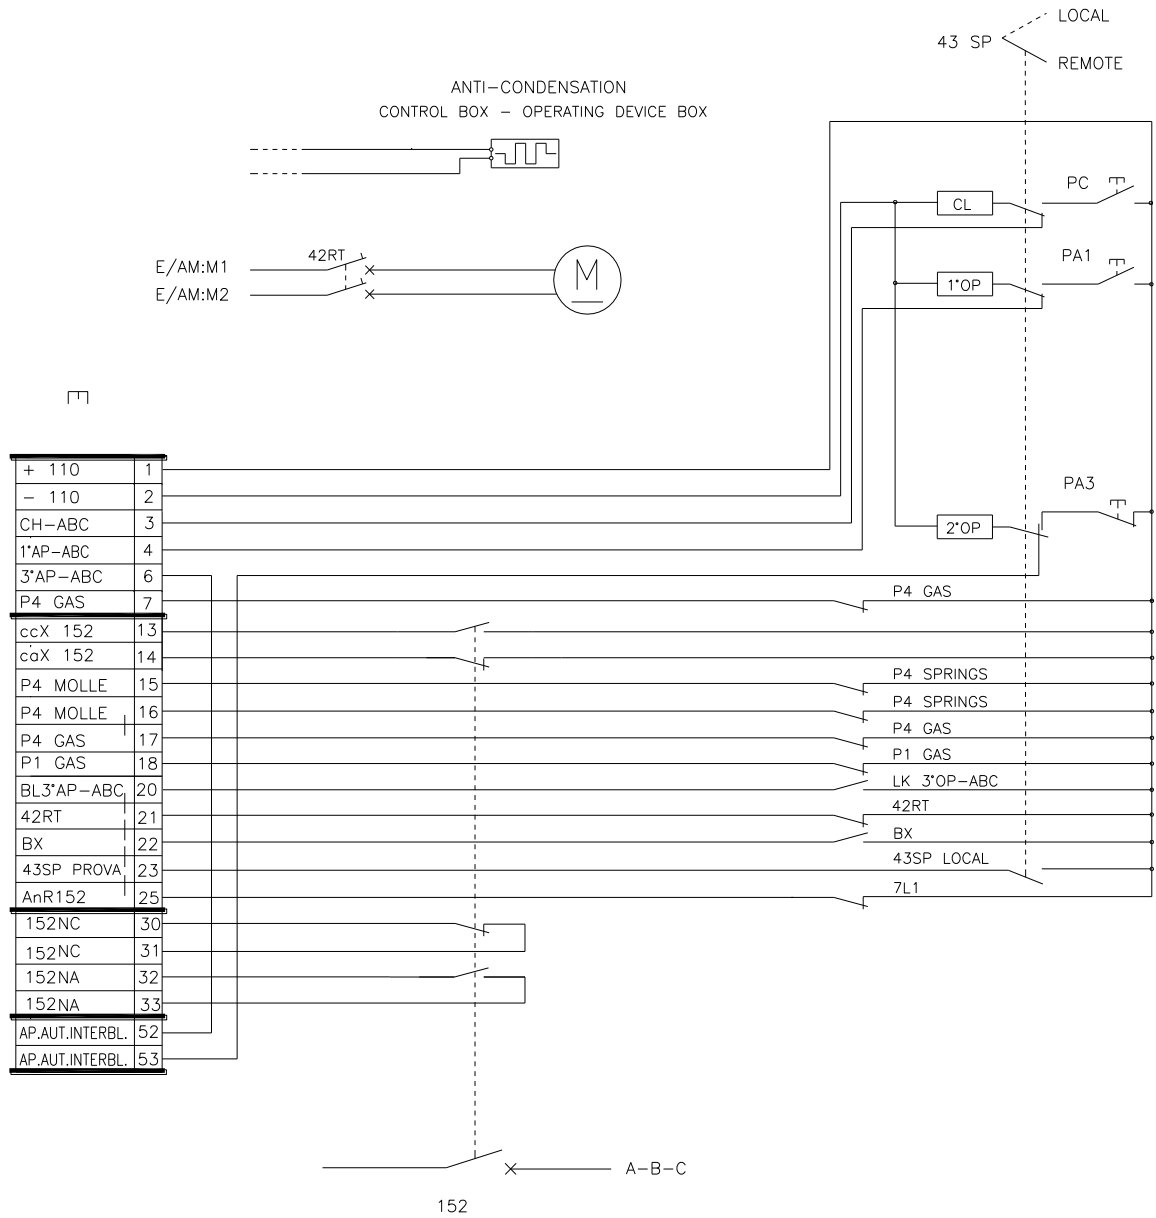 LOCAL
43 SP
REMOTE
ANTI-CONDENSATION
CONTROL BOX - OPERATING DEVICE BOX
PC
CL
PA1
E/AM:M1
42RT
M
1°OP
E/AM:M2
E
+ 110 1
- 110 2
PA3
CH-ABC 3
2°OP
1°AP-ABC 4
3°AP-ABC 6
P4 GAS 7
P4 GAS
ccX 152 13
caX 152 14
P4 MOLLE 15
P4 SPRINGS
P4 MOLLE 16
P4 SPRINGS
P4 GAS 17
P4 GAS
P1 GAS 18
P1 GAS
BL3°AP-ABC 20
LK 3°OP-ABC
42RT 21
42RT
BX 22
BX
43SP PROVA 23
43SP LOCAL
AnR152 25
7L1
152NC 30
152NC 31
152NA 32
152NA 33
AP.AUT.INTERBL. 52
AP.AUT.INTERBL. 53
A-B-C
152